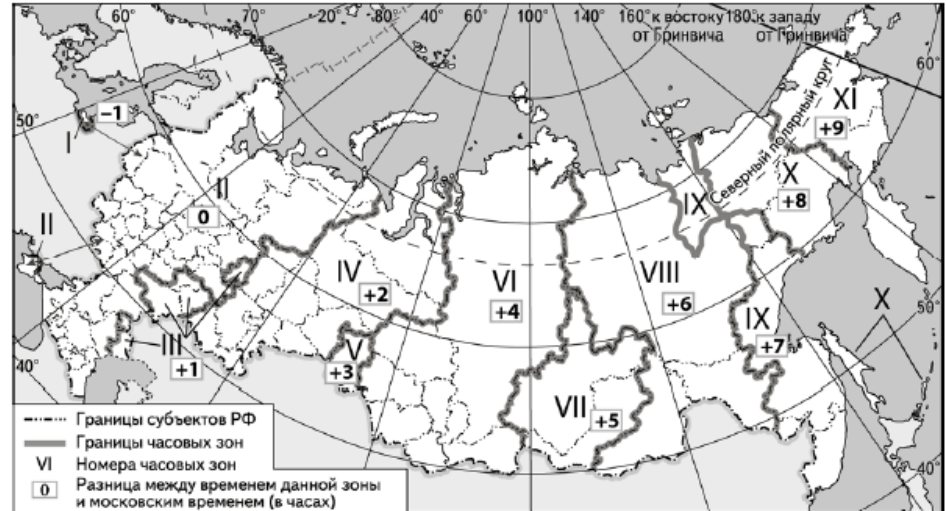 70° 20° 80° 40° 60° 100° 120° 140° 160° к востоку 180° к западу
от Гринвича от Гринвича
60°
Северный полярный круг
XI
+9
–1
50°
I
II
0
X
+8
IX
II
IV
+2
VI
+4
VIII
+6
X
50°
IX
+7
III
+1
V
+3
40°
VII
+5
40°
Границы субъектов РФ
Границы часовых зон
VI Номера часовых зон
0 Разница между временем данной зоны
и московским временем (в часах)